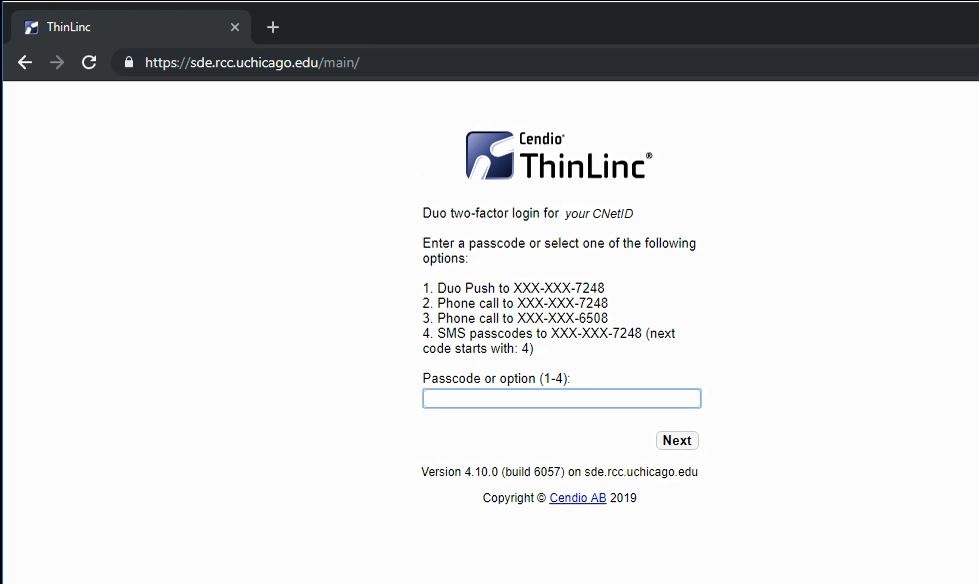 ThinLinc
https://sde.rcc.uchicago.edu/main/
Cendio®
ThinLinc®
Duo two-factor login for your CNetID
Enter a passcode or select one of the following
options:
1. Duo Push to XXX-XXX-7248
2. Phone call to XXX-XXX-7248
3. Phone call to XXX-XXX-6508
4. SMS passcodes to XXX-XXX-7248 (next
code starts with: 4)
Passcode or option (1-4):
Next
Version 4.10.0 (build 6057) on sde.rcc.uchicago.edu
Copyright © Cendio AB 2019